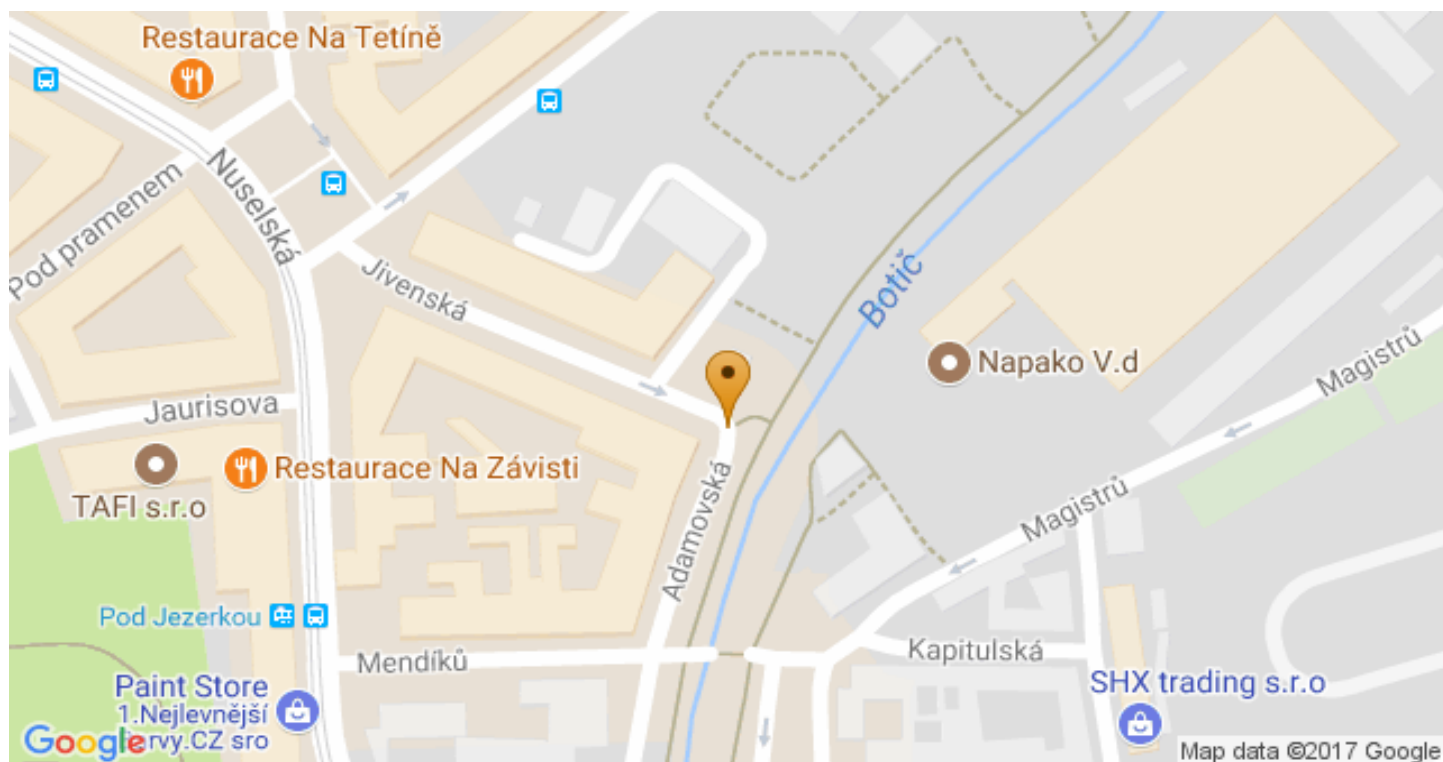 Restaurace Na Tetíně
Nuselská
Pod pramenem
Jivenská
Botič
Napako V.d
Magistrů
Jaurisova
Restaurace Na Závisti
TAFI s.r.o
Adamovská
Magistrů
Pod Jezerkou
Mendíků
Kapitulská
Paint Store
1.Nejlevnější
SHX trading s.r.o
rvy.CZ sro
Google
Map data ©2017 Google